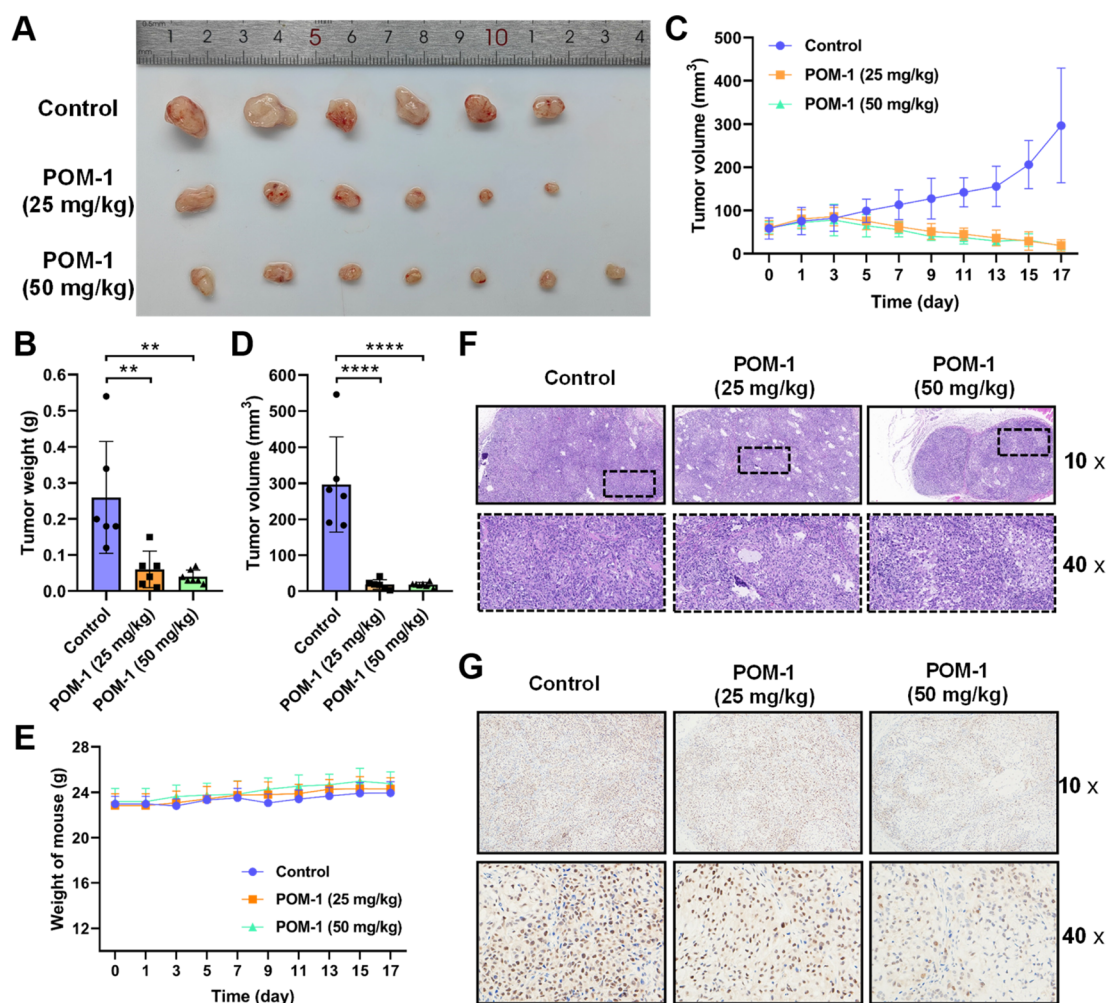 A
0.5mm
mm
1 2 3 4 5 6 7 8 9 10 1 2 3 4
Control
POM-1
(25 mg/kg)
POM-1
(50 mg/kg)
C
Tumor volume (mm³)
500
400
300
200
100
0
Control
POM-1 (25 mg/kg)
POM-1 (50 mg/kg)
0 1 3 5 7 9 11 13 15 17
Time (day)
B
Tumor weight (g)
0.6
0.5
0.4
0.3
0.2
0.1
0.0
**
**
Control
POM-1 (25 mg/kg)
POM-1 (50 mg/kg)
D
Tumor volume (mm³)
600
500
400
300
200
100
0
****
****
Control
POM-1 (25 mg/kg)
POM-1 (50 mg/kg)
F
Control
POM-1
(25 mg/kg)
POM-1
(50 mg/kg)
10 x
40 x
E
Weight of mouse (g)
28
24
20
16
12
Control
POM-1 (25 mg/kg)
POM-1 (50 mg/kg)
0 1 3 5 7 9 11 13 15 17
Time (day)
G
Control
POM-1
(25 mg/kg)
POM-1
(50 mg/kg)
10 x
40 x